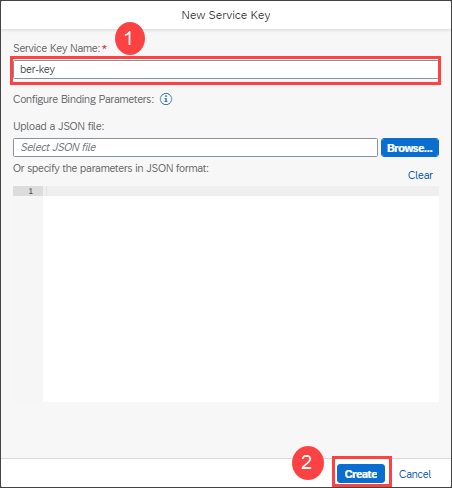 New Service Key
Service Key Name:*
1
ber-key
Configure Binding Parameters: i
Upload a JSON file:
Select JSON file
Browse...
Or specify the parameters in JSON format:
Clear
1
2
Create
Cancel